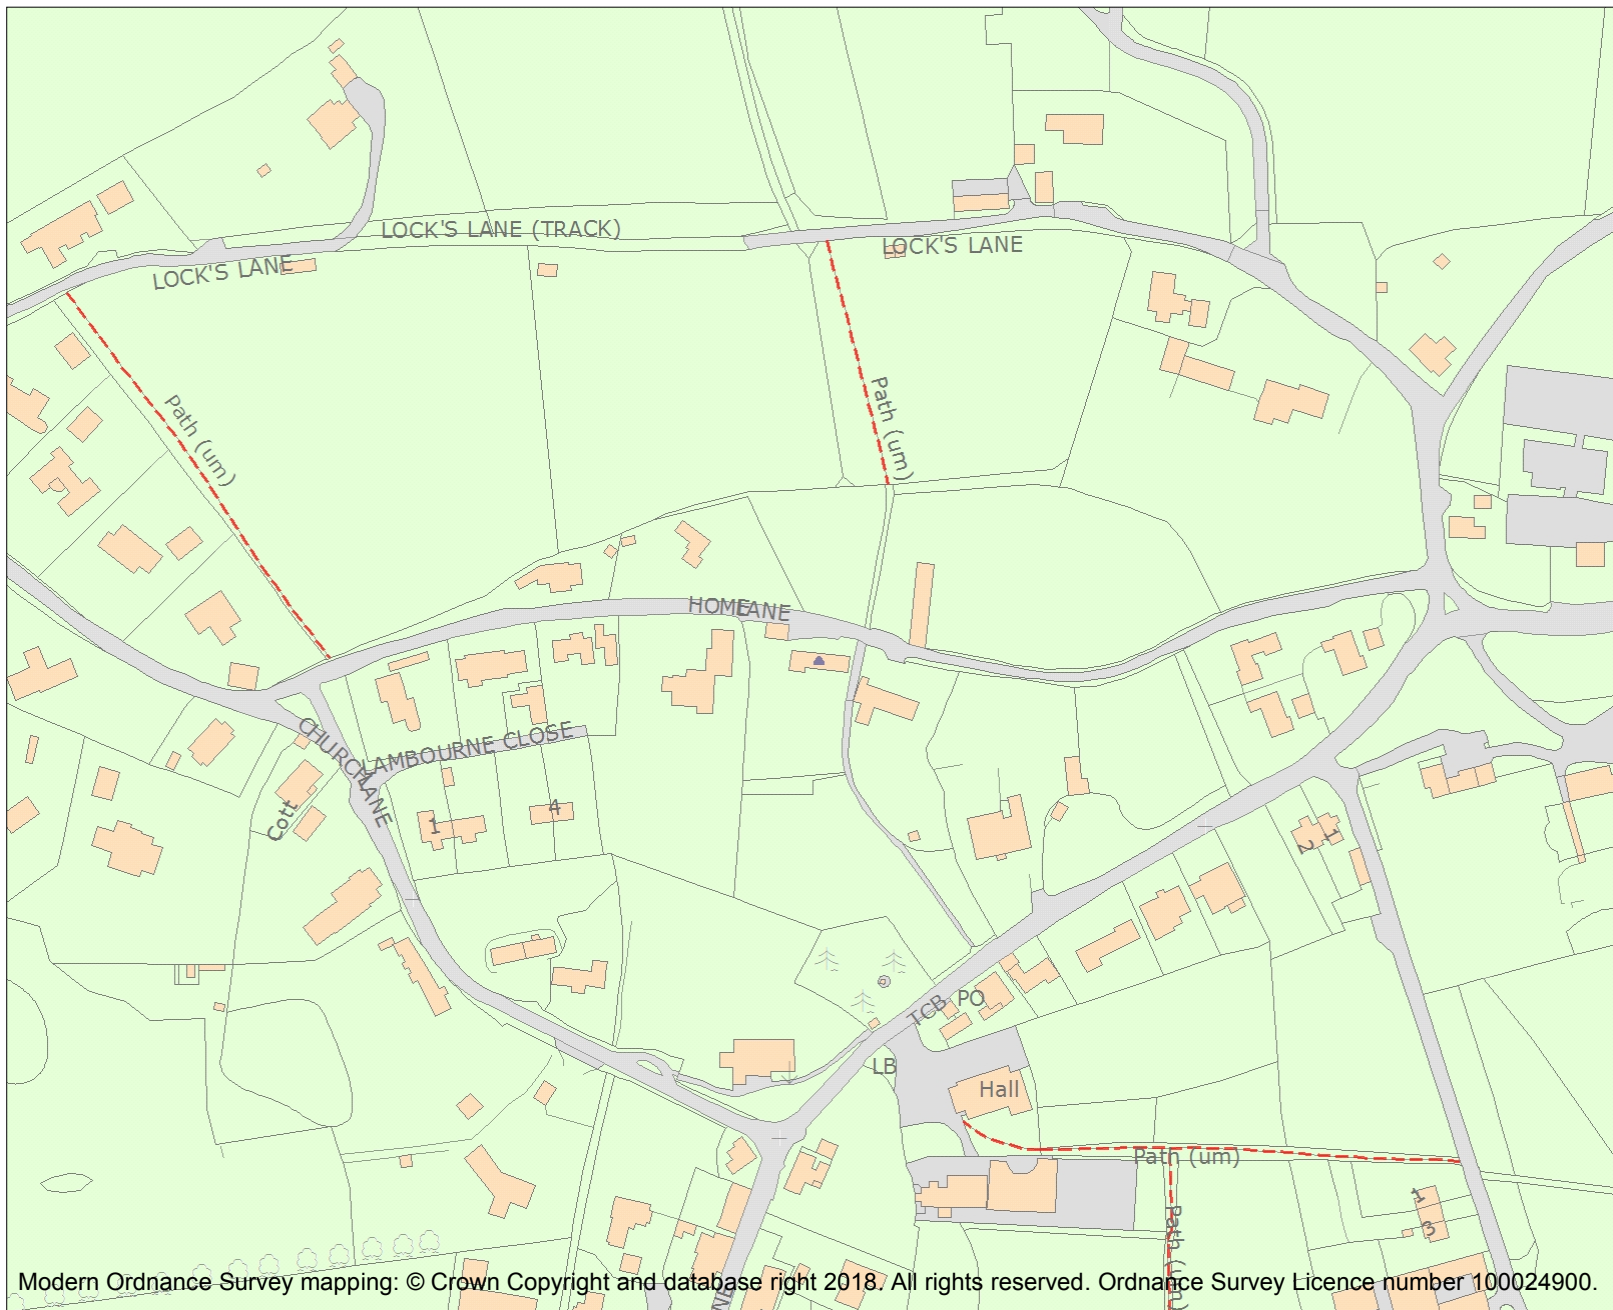 LOCK'S LANE (TRACK)
LOCK'S LANE
LOCK'S LANE
Path (um)
Path (um)
HOME LANE
CHURCH LANE
LAMBOURNE CLOSE
Cott
1
4
1
2
TCB
PO
LB
Hall
Path (um)
Path (um)
1
3
Modern Ordnance Survey mapping: © Crown Copyright and database right 2018. All rights reserved. Ordnance Survey Licence number 100024900.